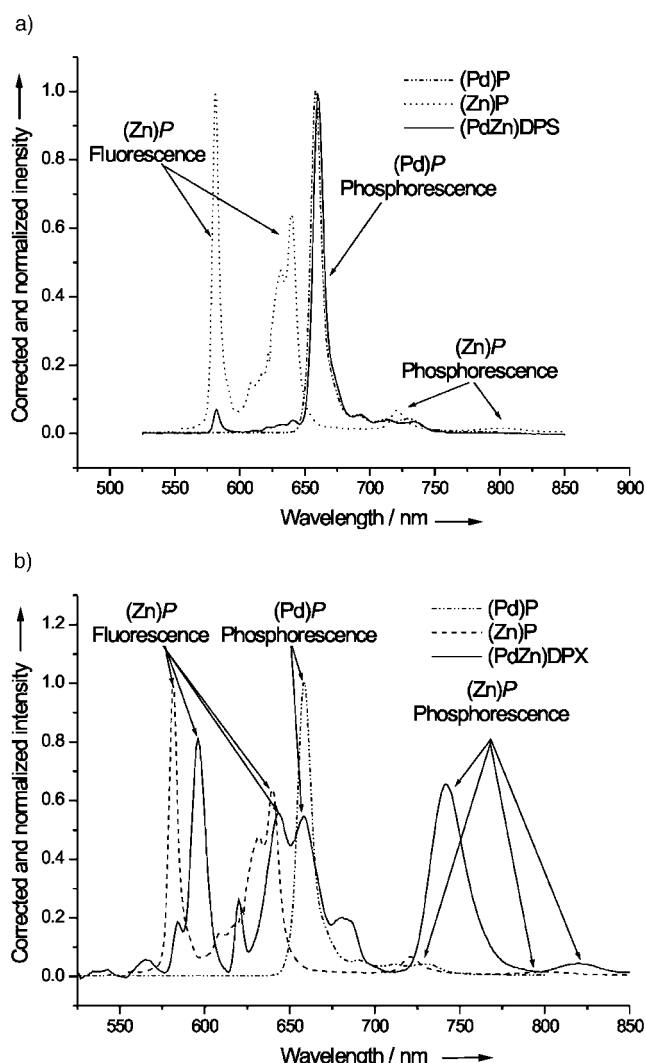 a)
(Pd)P
(Zn)P
(PdZn)DPS
(Zn)P
Fluorescence
(Pd)P
Phosphorescence
(Zn)P
Phosphorescence
Corrected and normalized inensity
1.0
0.8
0.6
0.4
0.2
0.0
500 550 600 650 700 750 800 850 900
Wavelength / nm
b)
(Zn)P
Fluorescence
(Pd)P
Phosphorescence
(Pd)P
(Zn)P
(PdZn)DPX
(Zn)P
Phosphorescence
Corrected and normalized intensity
1.2
1.0
0.8
0.6
0.4
0.2
0.0
550 600 650 700 750 800 850
Wavelength / nm